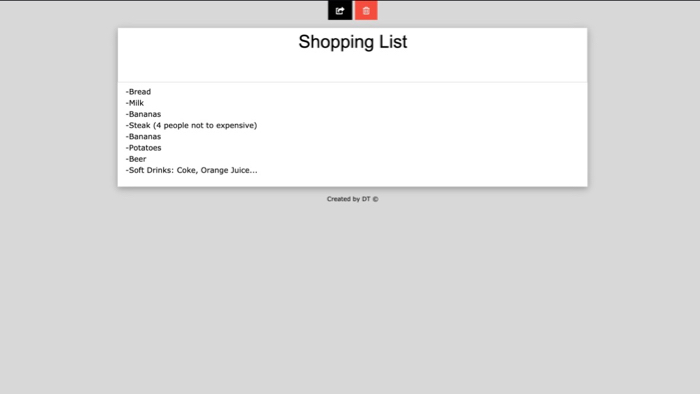 Shopping List
-Bread
-Milk
-Bananas
-Steak (4 people not to expensive)
-Bananas
-Potatoes
-Beer
-Soft Drinks: Coke, Orange Juice...
Created by DT ©